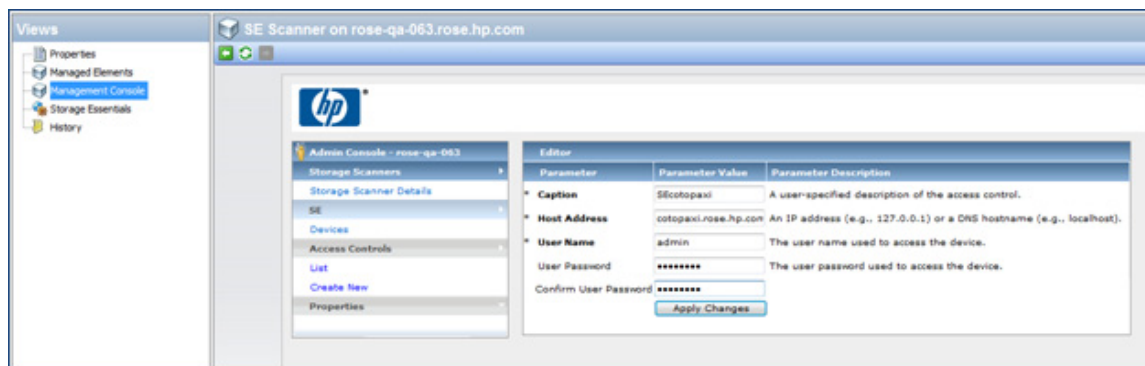 Views
Properties
Managed Elements
Management Console
Storage Essentials
History
SE Scanner on rose-qa-063.rose.hp.com
hp
Admin Console - rose-qa-063
Storage Scanners
Storage Scanner Details
SE
Devices
Access Controls
List
Create New
Properties
Editor
Parameter Parameter Value Parameter Description
* Caption SEcotopaxi A user-specified description of the access control.
* Host Address cotopaxi.rose.hp.com An IP address (e.g., 127.0.0.1) or a DNS hostname (e.g., localhost).
* User Name admin The user name used to access the device.
User Password •••••••• The user password used to access the device.
Confirm User Password ••••••••
Apply Changes